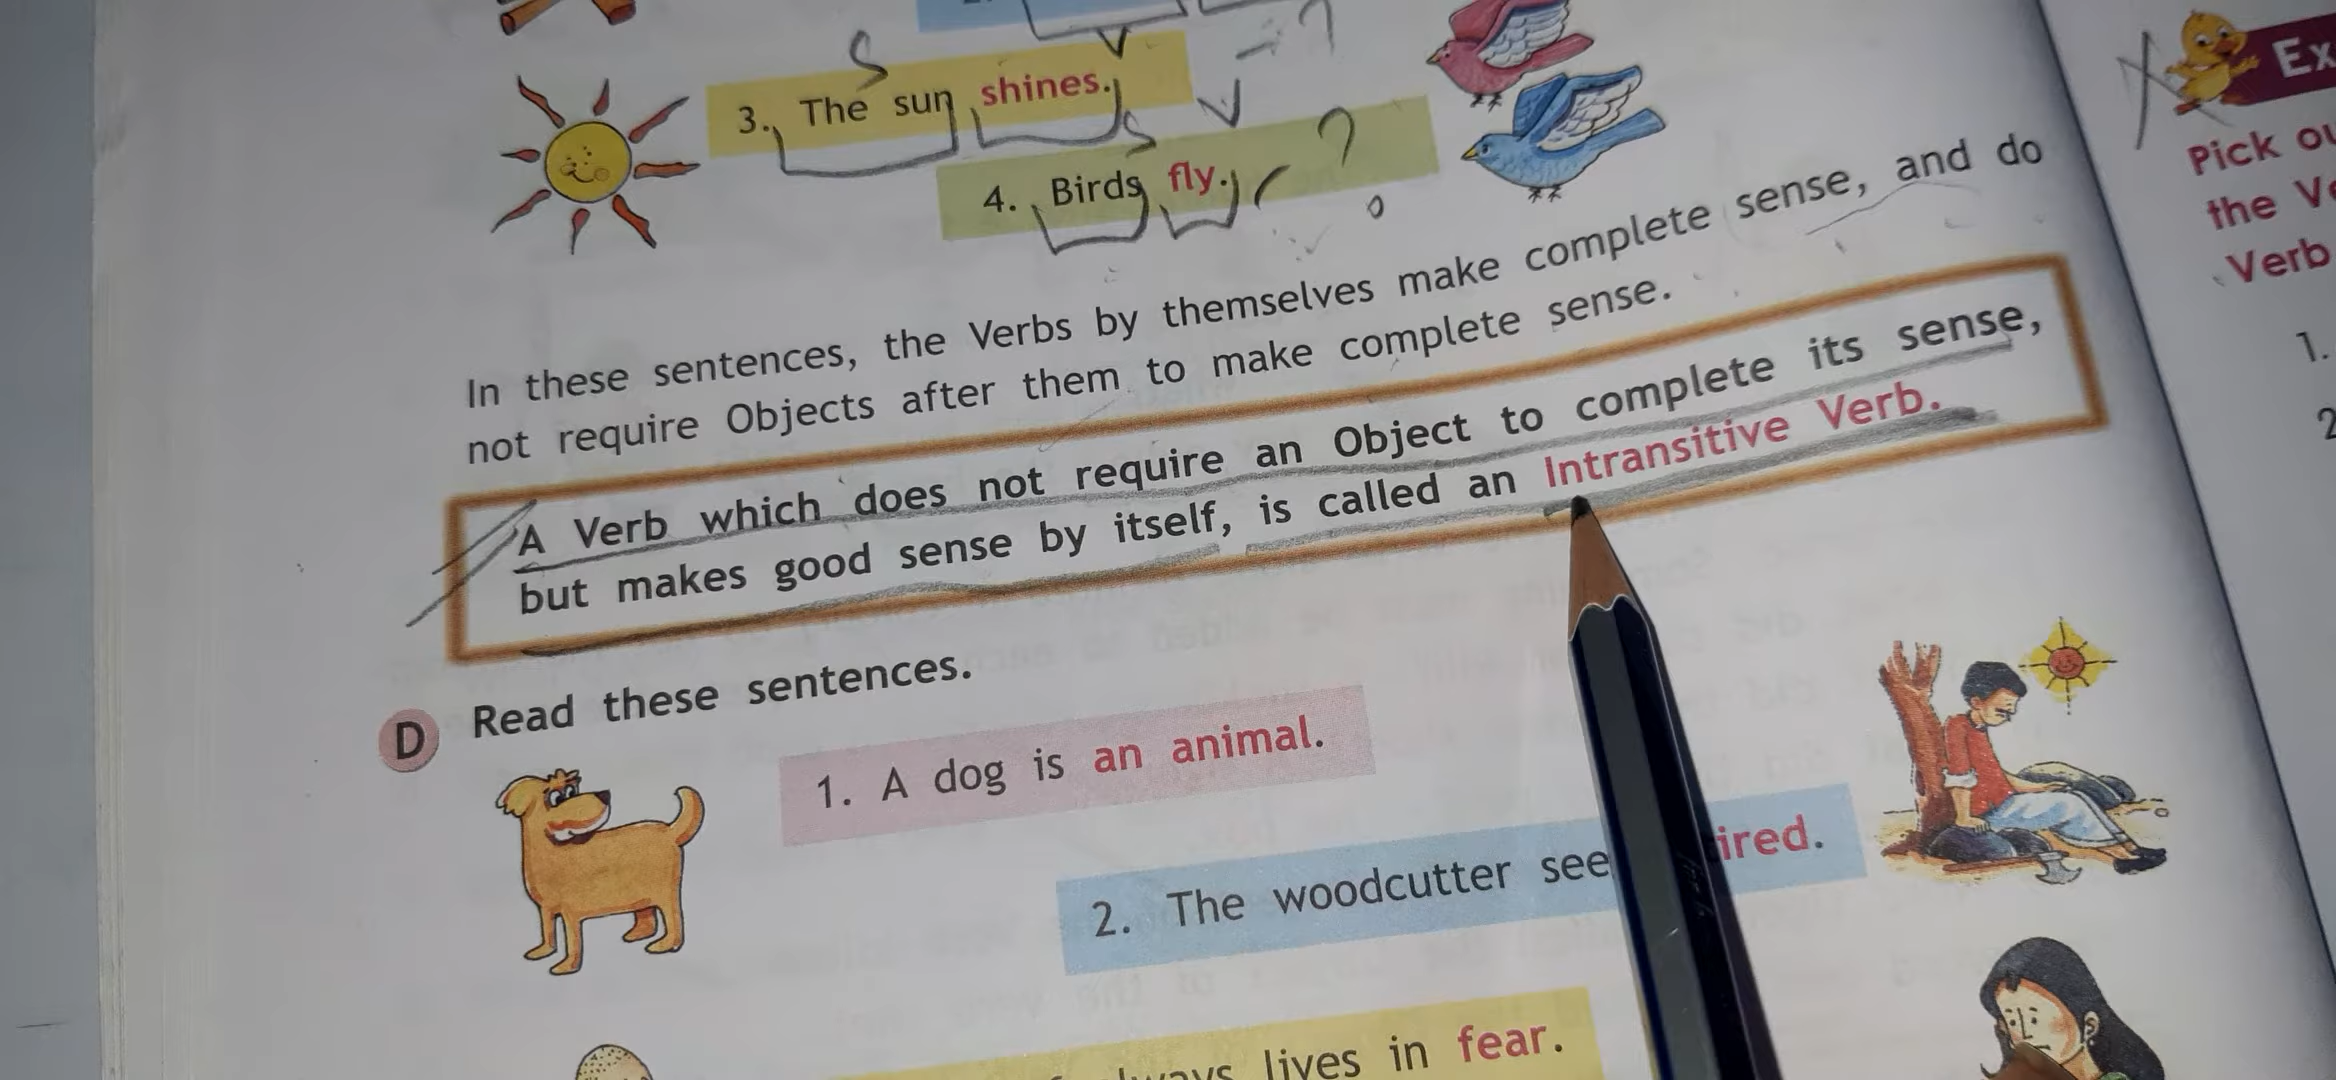 S V - ?
3. The sun shines.
S V
4. Birds fly. ?
In these sentences, the Verbs by themselves make complete sense, and do
not require Objects after them to make complete sense.
A Verb which does not require an Object to complete its sense,
but makes good sense by itself, is called an Intransitive Verb.
D Read these sentences.
1. A dog is an animal.
2. The woodcutter see ired.
lives in fear.
Ex
Pick ou
the Ve
Verb
1.
2